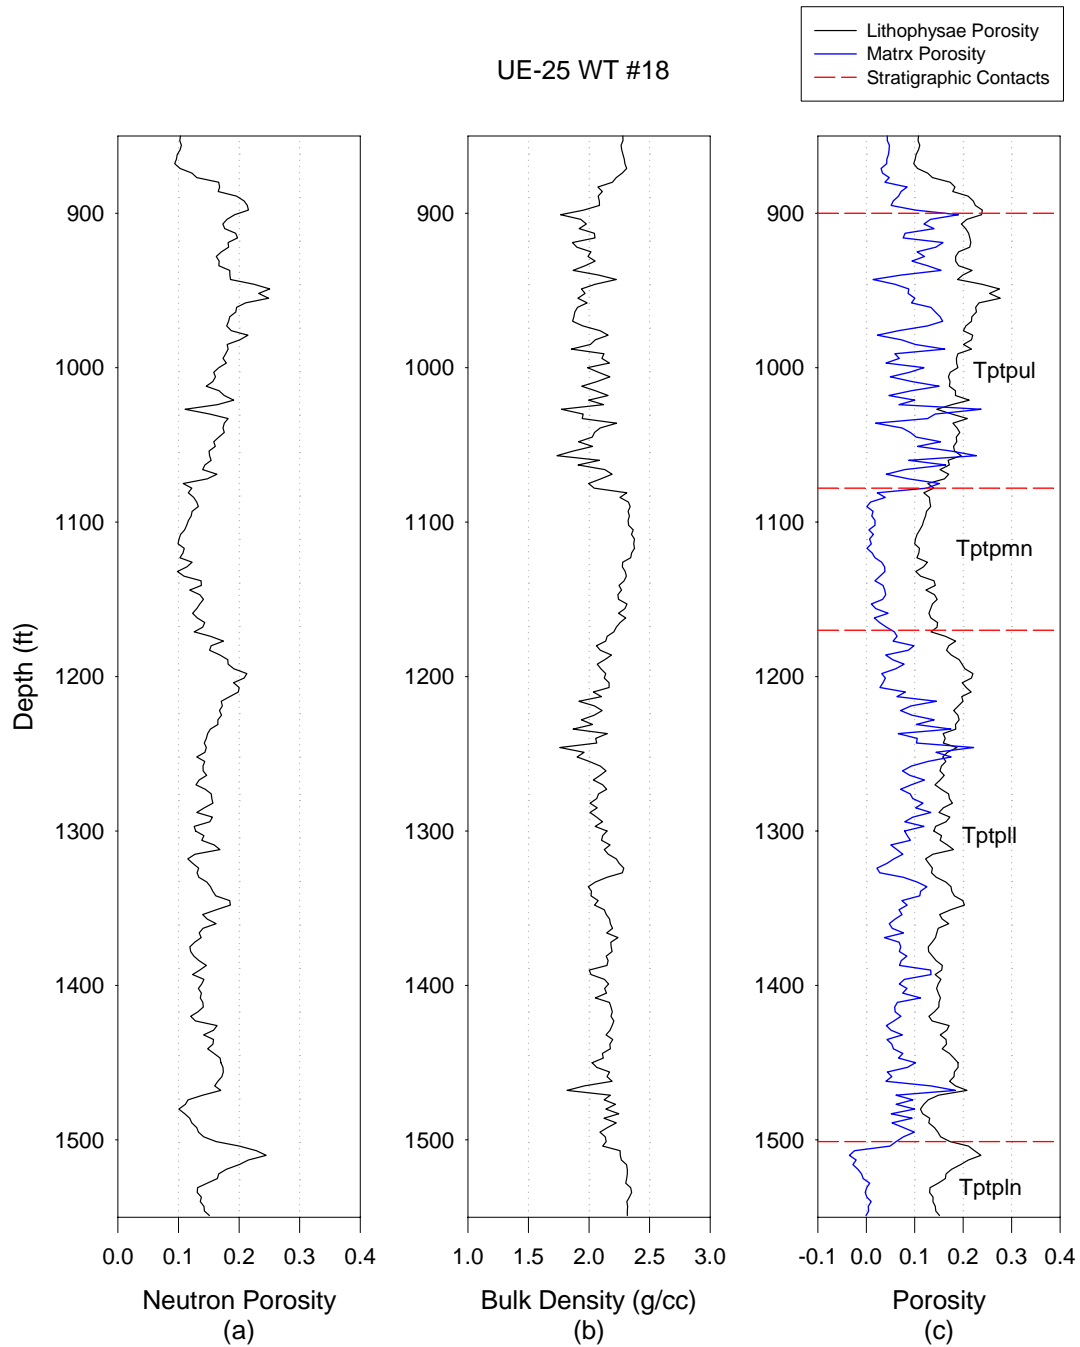 Lithophysae Porosity
Matrx Porosity
Stratigraphic Contacts
UE-25 WT #18
900
1000
1100
1200
1300
1400
1500
Depth (ft)
0.0 0.1 0.2 0.3 0.4
Neutron Porosity
(a)
900
1000
1100
1200
1300
1400
1500
1.0 1.5 2.0 2.5 3.0
Bulk Density (g/cc)
(b)
900
1000
1100
1200
1300
1400
1500
Tptpul
Tptpmn
Tptpll
Tptpln
-0.1 0.0 0.1 0.2 0.3 0.4
Porosity
(c)